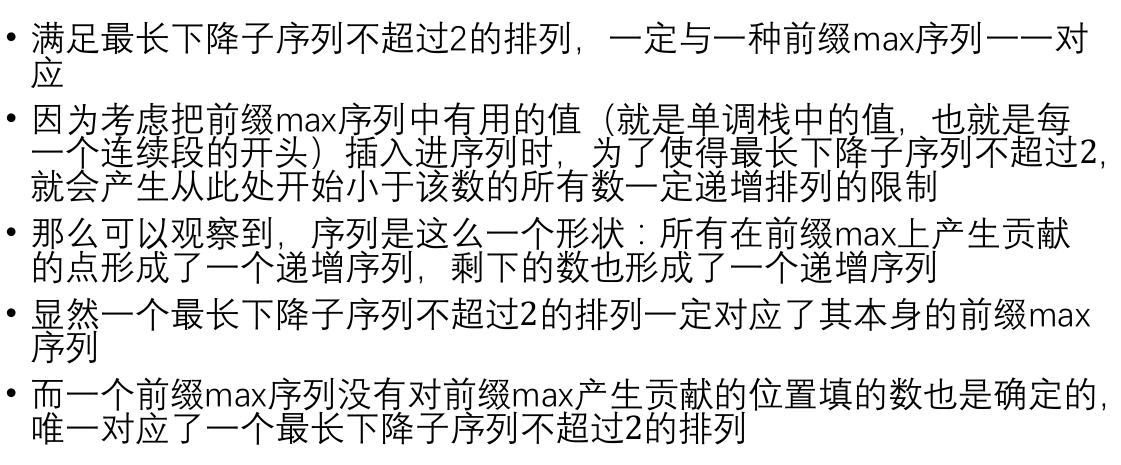 • 满足最长下降子序列不超过2的排列，一定与一种前缀max序列一一对
应
• 因为考虑把前缀max序列中有用的值（就是单调栈中的值，也就是每
一个连续段的开头）插入进序列时，为了使得最长下降子序列不超过2,
就会产生从此处开始小于该数的所有数一定递增排列的限制
• 那么可以观察到，序列是这么一个形状：所有在前缀max上产生贡献
的点形成了一个递增序列，剩下的数也形成了一个递增序列
• 显然一个最长下降子序列不超过2的排列一定对应了其本身的前缀max
序列
• 而一个前缀max序列没有对前缀max产生贡献的位置填的数也是确定的,
唯一对应了一个最长下降子序列不超过2的排列